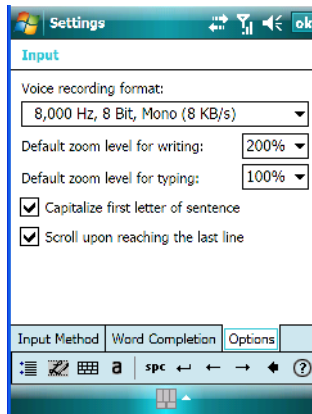 Settings
ok
Input
Voice recording format:
8,000 Hz, 8 Bit, Mono (8 KB/s)
Default zoom level for writing: 200%
Default zoom level for typing: 100%
Capitalize first letter of sentence
Scroll upon reaching the last line
Input Method Word Completion Options
a spc ?